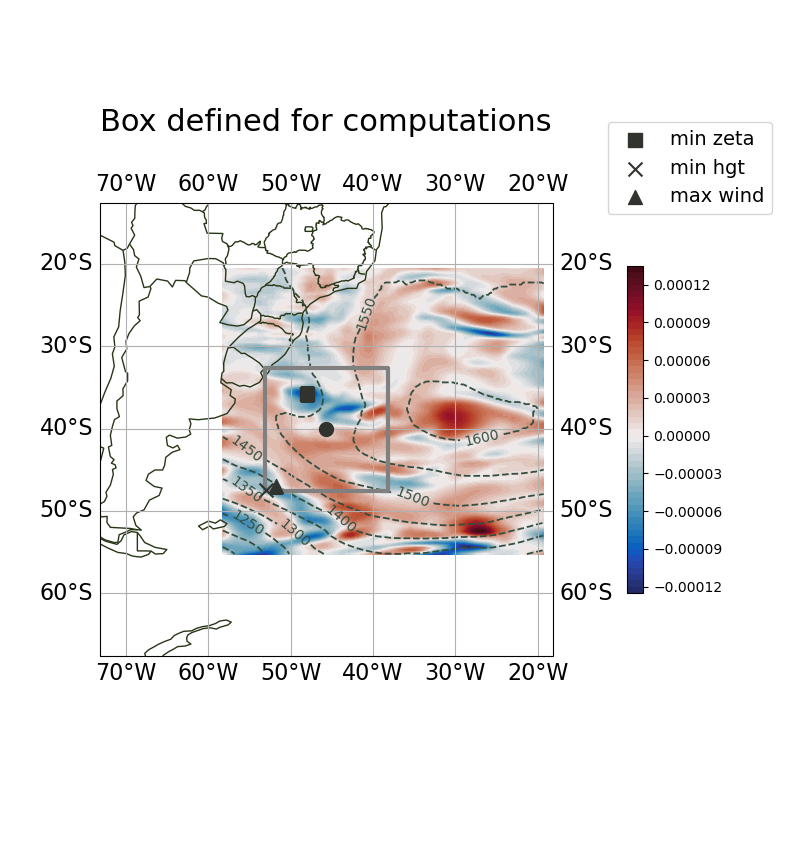 Box defined for computations
min zeta
min hgt
max wind
70°W 60°W 50°W 40°W 30°W 20°W
20°S 20°S
30°S 30°S
40°S 40°S
50°S 50°S
60°S 60°S
70°W 60°W 50°W 40°W 30°W 20°W
1550
1600
1450
1350
1500
1400
1250
1300
0.00012
0.00009
0.00006
0.00003
0.00000
−0.00003
−0.00006
−0.00009
−0.00012